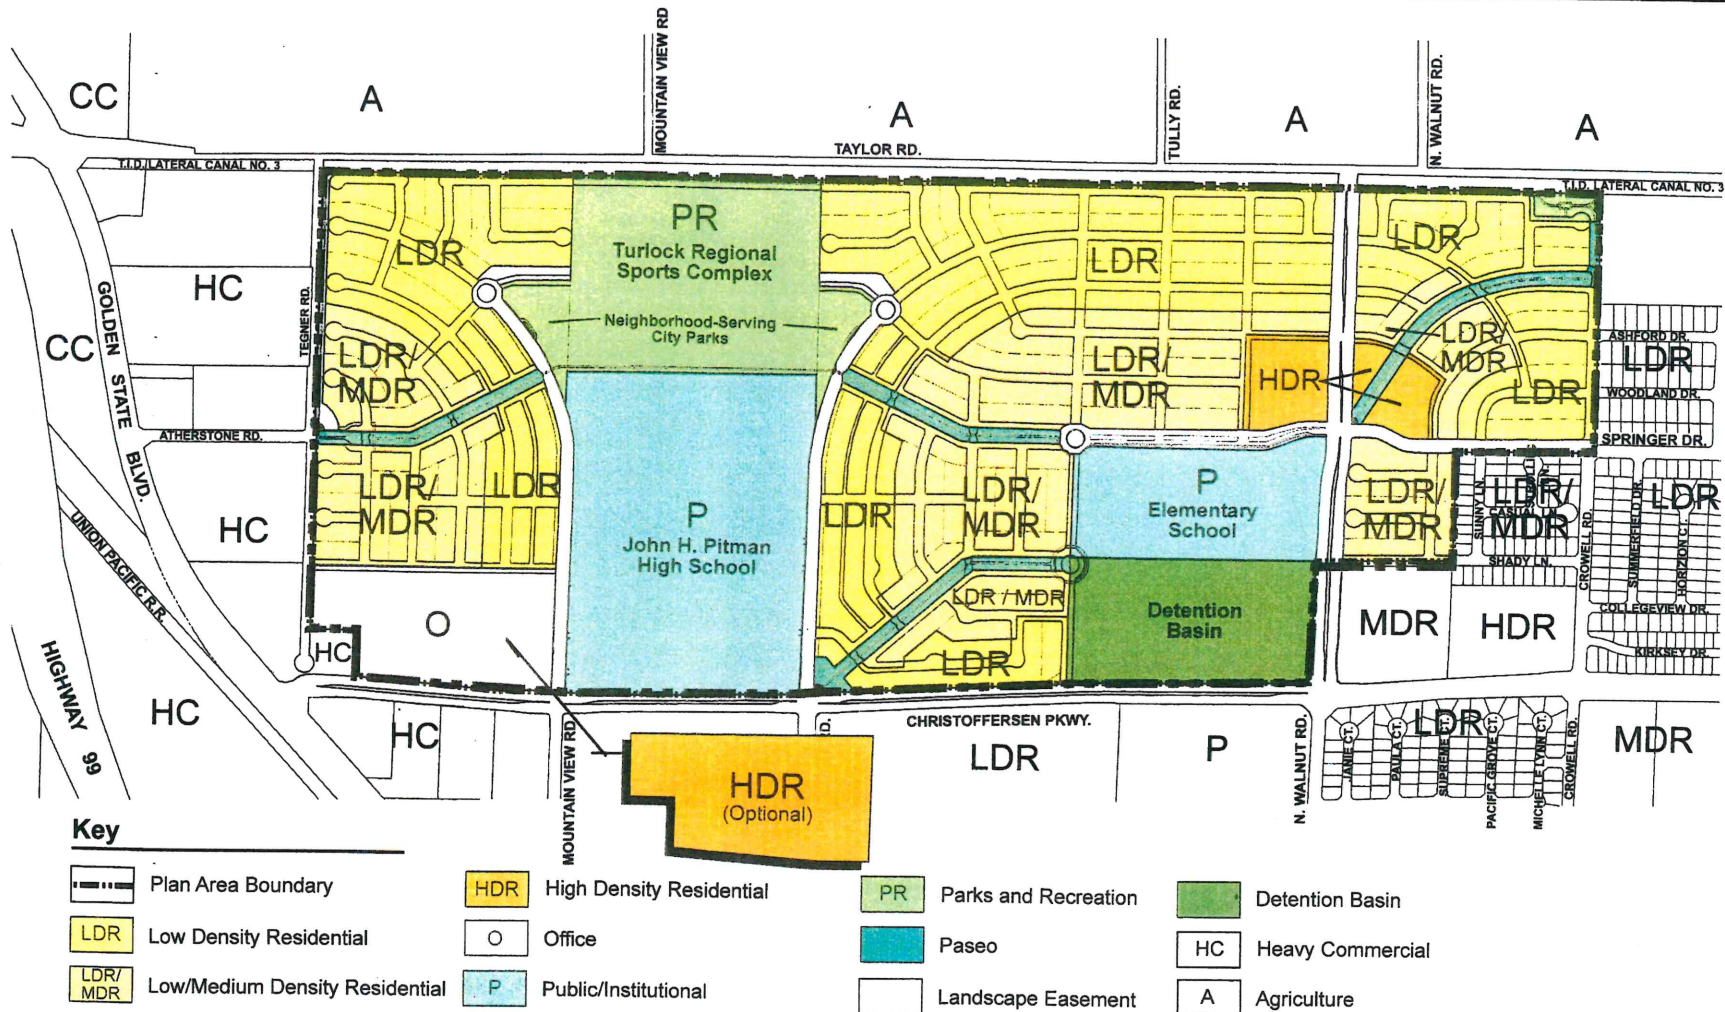 MOUNTAIN VIEW RD
TULLY RD.
N. WALNUT RD.
CC
A
A
A
A
TAYLOR RD.
T.I.D. LATERAL CANAL NO. 3
T.I.D. LATERAL CANAL NO. 3
PR
Turlock Regional
Sports Complex
LDR
LDR
LDR
HC
GOLDEN STATE BLVD.
TEGNER RD.
Neighborhood-Serving
City Parks
CC
LDR/
MDR
LDR/
MDR
HDR
LDR/
MDR
LDR
ASHFORD DR.
LDR
WOODLAND DR.
ATHERSTONE RD.
SPRINGER DR.
HC
LDR/
MDR
LDR
P
John H. Pitman
High School
LDR
LDR/
MDR
P
Elementary
School
LDR/
MDR
SUNNY LN.
LDR/
MDR
CASUAL LN.
CROWELL RD.
SUMMERFIELD DR.
HORIZON CT.
LDR
SHADY LN.
UNION PACIFIC R.R.
O
HC
LDR / MDR
LDR
Detention
Basin
MDR
HDR
COLLEGEVIEW DR.
KIRKSEY DR.
HIGHWAY 99
HC
HC
MOUNTAIN VIEW RD.
RD.
CHRISTOFFERSEN PKWY.
LDR
P
N. WALNUT RD.
LDR
JANIE CT.
PAULA CT.
SUPREME CT.
PACIFIC GROVE CT.
MICHELLE LYNN CT.
CROWELL RD.
MDR
HDR
(Optional)
Key
Plan Area Boundary
LDR Low Density Residential
LDR/
MDR Low/Medium Density Residential
HDR High Density Residential
O Office
P Public/Institutional
PR Parks and Recreation
Paseo
Landscape Easement
Detention Basin
HC Heavy Commercial
A Agriculture